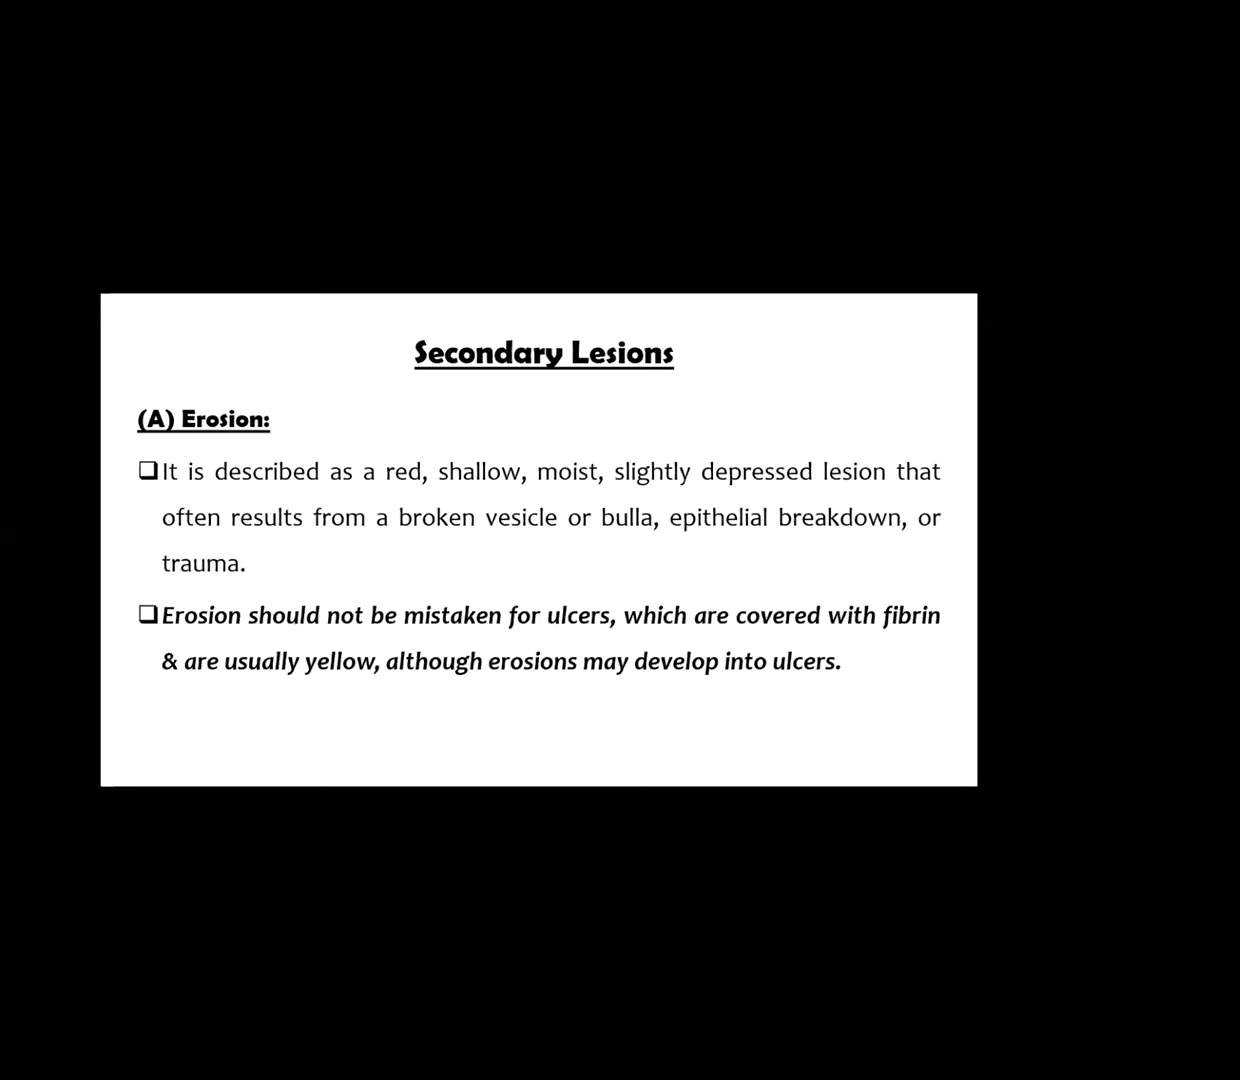 Secondary Lesions
(A) Erosion:
❑It is described as a red, shallow, moist, slightly depressed lesion that
often results from a broken vesicle or bulla, epithelial breakdown, or
trauma.
❑Erosion should not be mistaken for ulcers, which are covered with fibrin
& are usually yellow, although erosions may develop into ulcers.